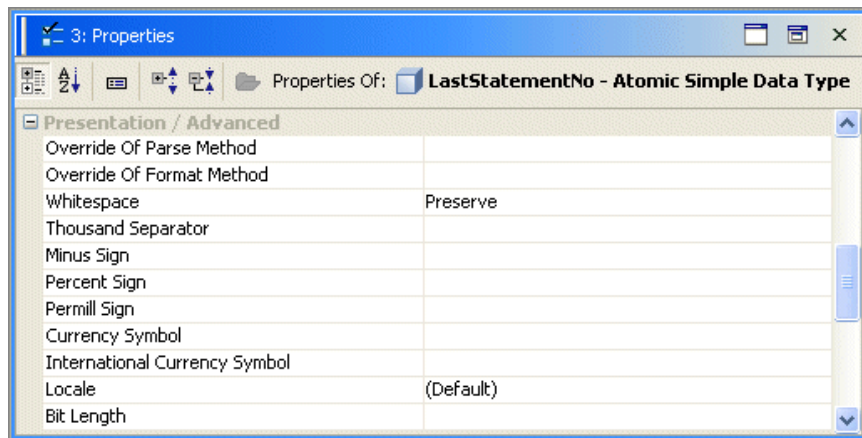 3: Properties
Properties Of: LastStatementNo - Atomic Simple Data Type
Presentation / Advanced
Override Of Parse Method
Override Of Format Method
Whitespace Preserve
Thousand Separator
Minus Sign
Percent Sign
Permill Sign
Currency Symbol
International Currency Symbol
Locale (Default)
Bit Length